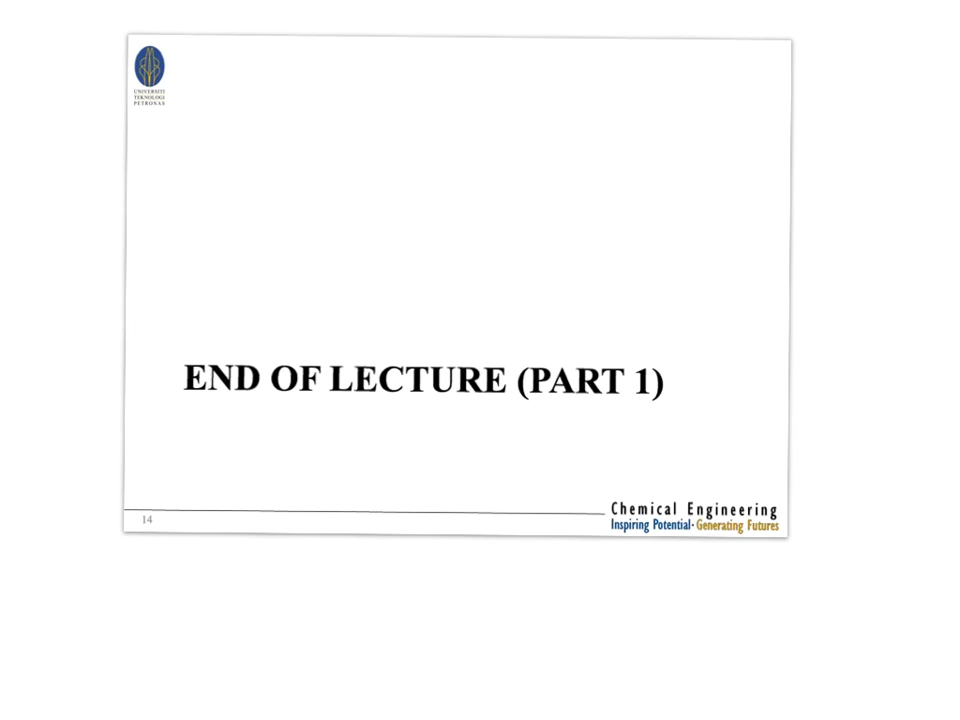 UNIVERSITI
TEKNOLOGI
PETRONAS
END OF LECTURE (PART 1)
14
Chemical Engineering
Inspiring Potential · Generating Futures